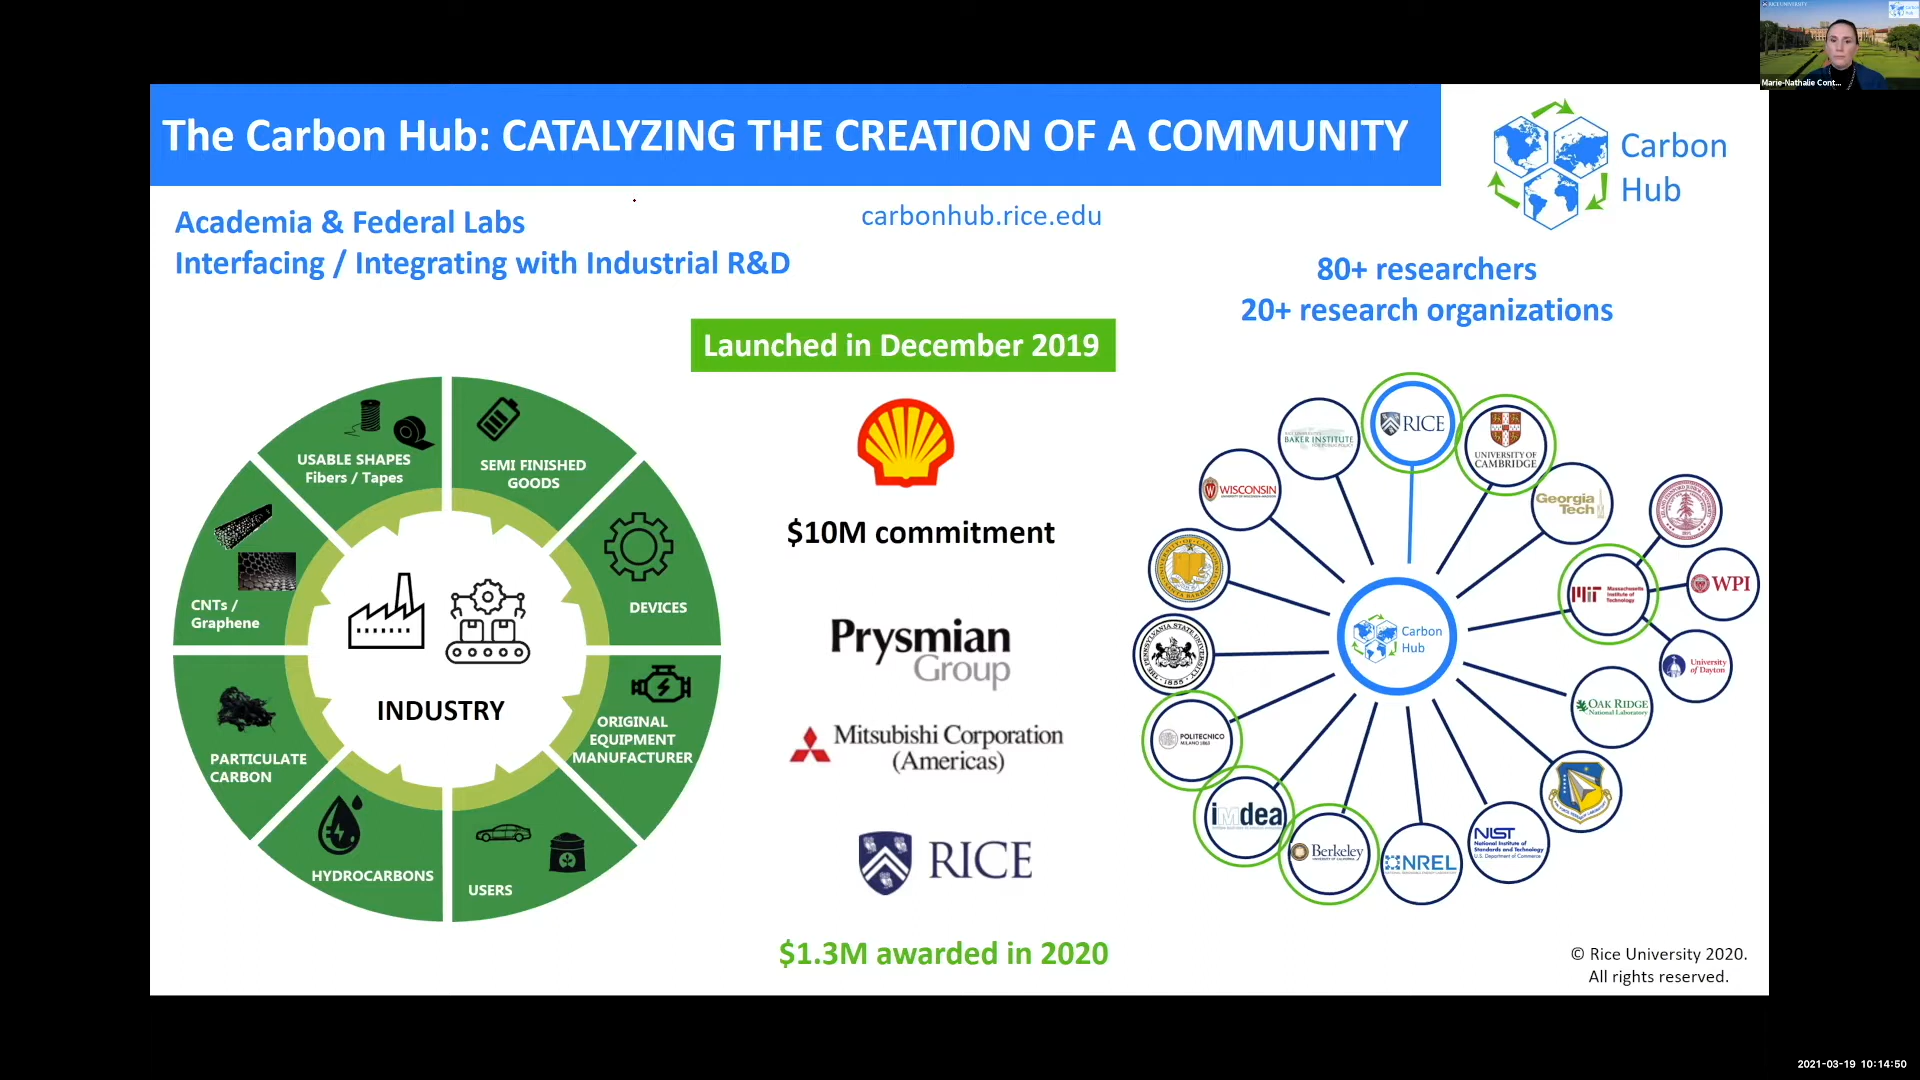 RICE UNIVERSITY
Marie-Nathalie Cont...
The Carbon Hub: CATALYZING THE CREATION OF A COMMUNITY
Carbon
Hub
Academia & Federal Labs
Interfacing / Integrating with Industrial R&D
carbonhub.rice.edu
80+ researchers
20+ research organizations
Launched in December 2019
USABLE SHAPES
Fibers / Tapes
SEMI FINISHED
GOODS
CNTs /
Graphene
DEVICES
INDUSTRY
PARTICULATE
CARBON
ORIGINAL
EQUIPMENT
MANUFACTURER
HYDROCARBONS
USERS
$10M commitment
Prysmian
Group
Mitsubishi Corporation
(Americas)
RICE
$1.3M awarded in 2020
BAKER INSTITUTE
RICE
UNIVERSITY OF
CAMBRIDGE
WISCONSIN
UNIVERSITY OF WISCONSIN-MADISON
Georgia
Tech
Massachusetts
Institute of
Technology
MIT
WPI
University
of Dayton
Carbon
Hub
OAK RIDGE
National Laboratory
POLITECNICO
MILANO 1863
imdea
Berkeley
UNIVERSITY OF CALIFORNIA
NREL
NIST
National Institute of
Standards and Technology
U.S. Department of Commerce
© Rice University 2020.
All rights reserved.
2021-03-19 10:14:50